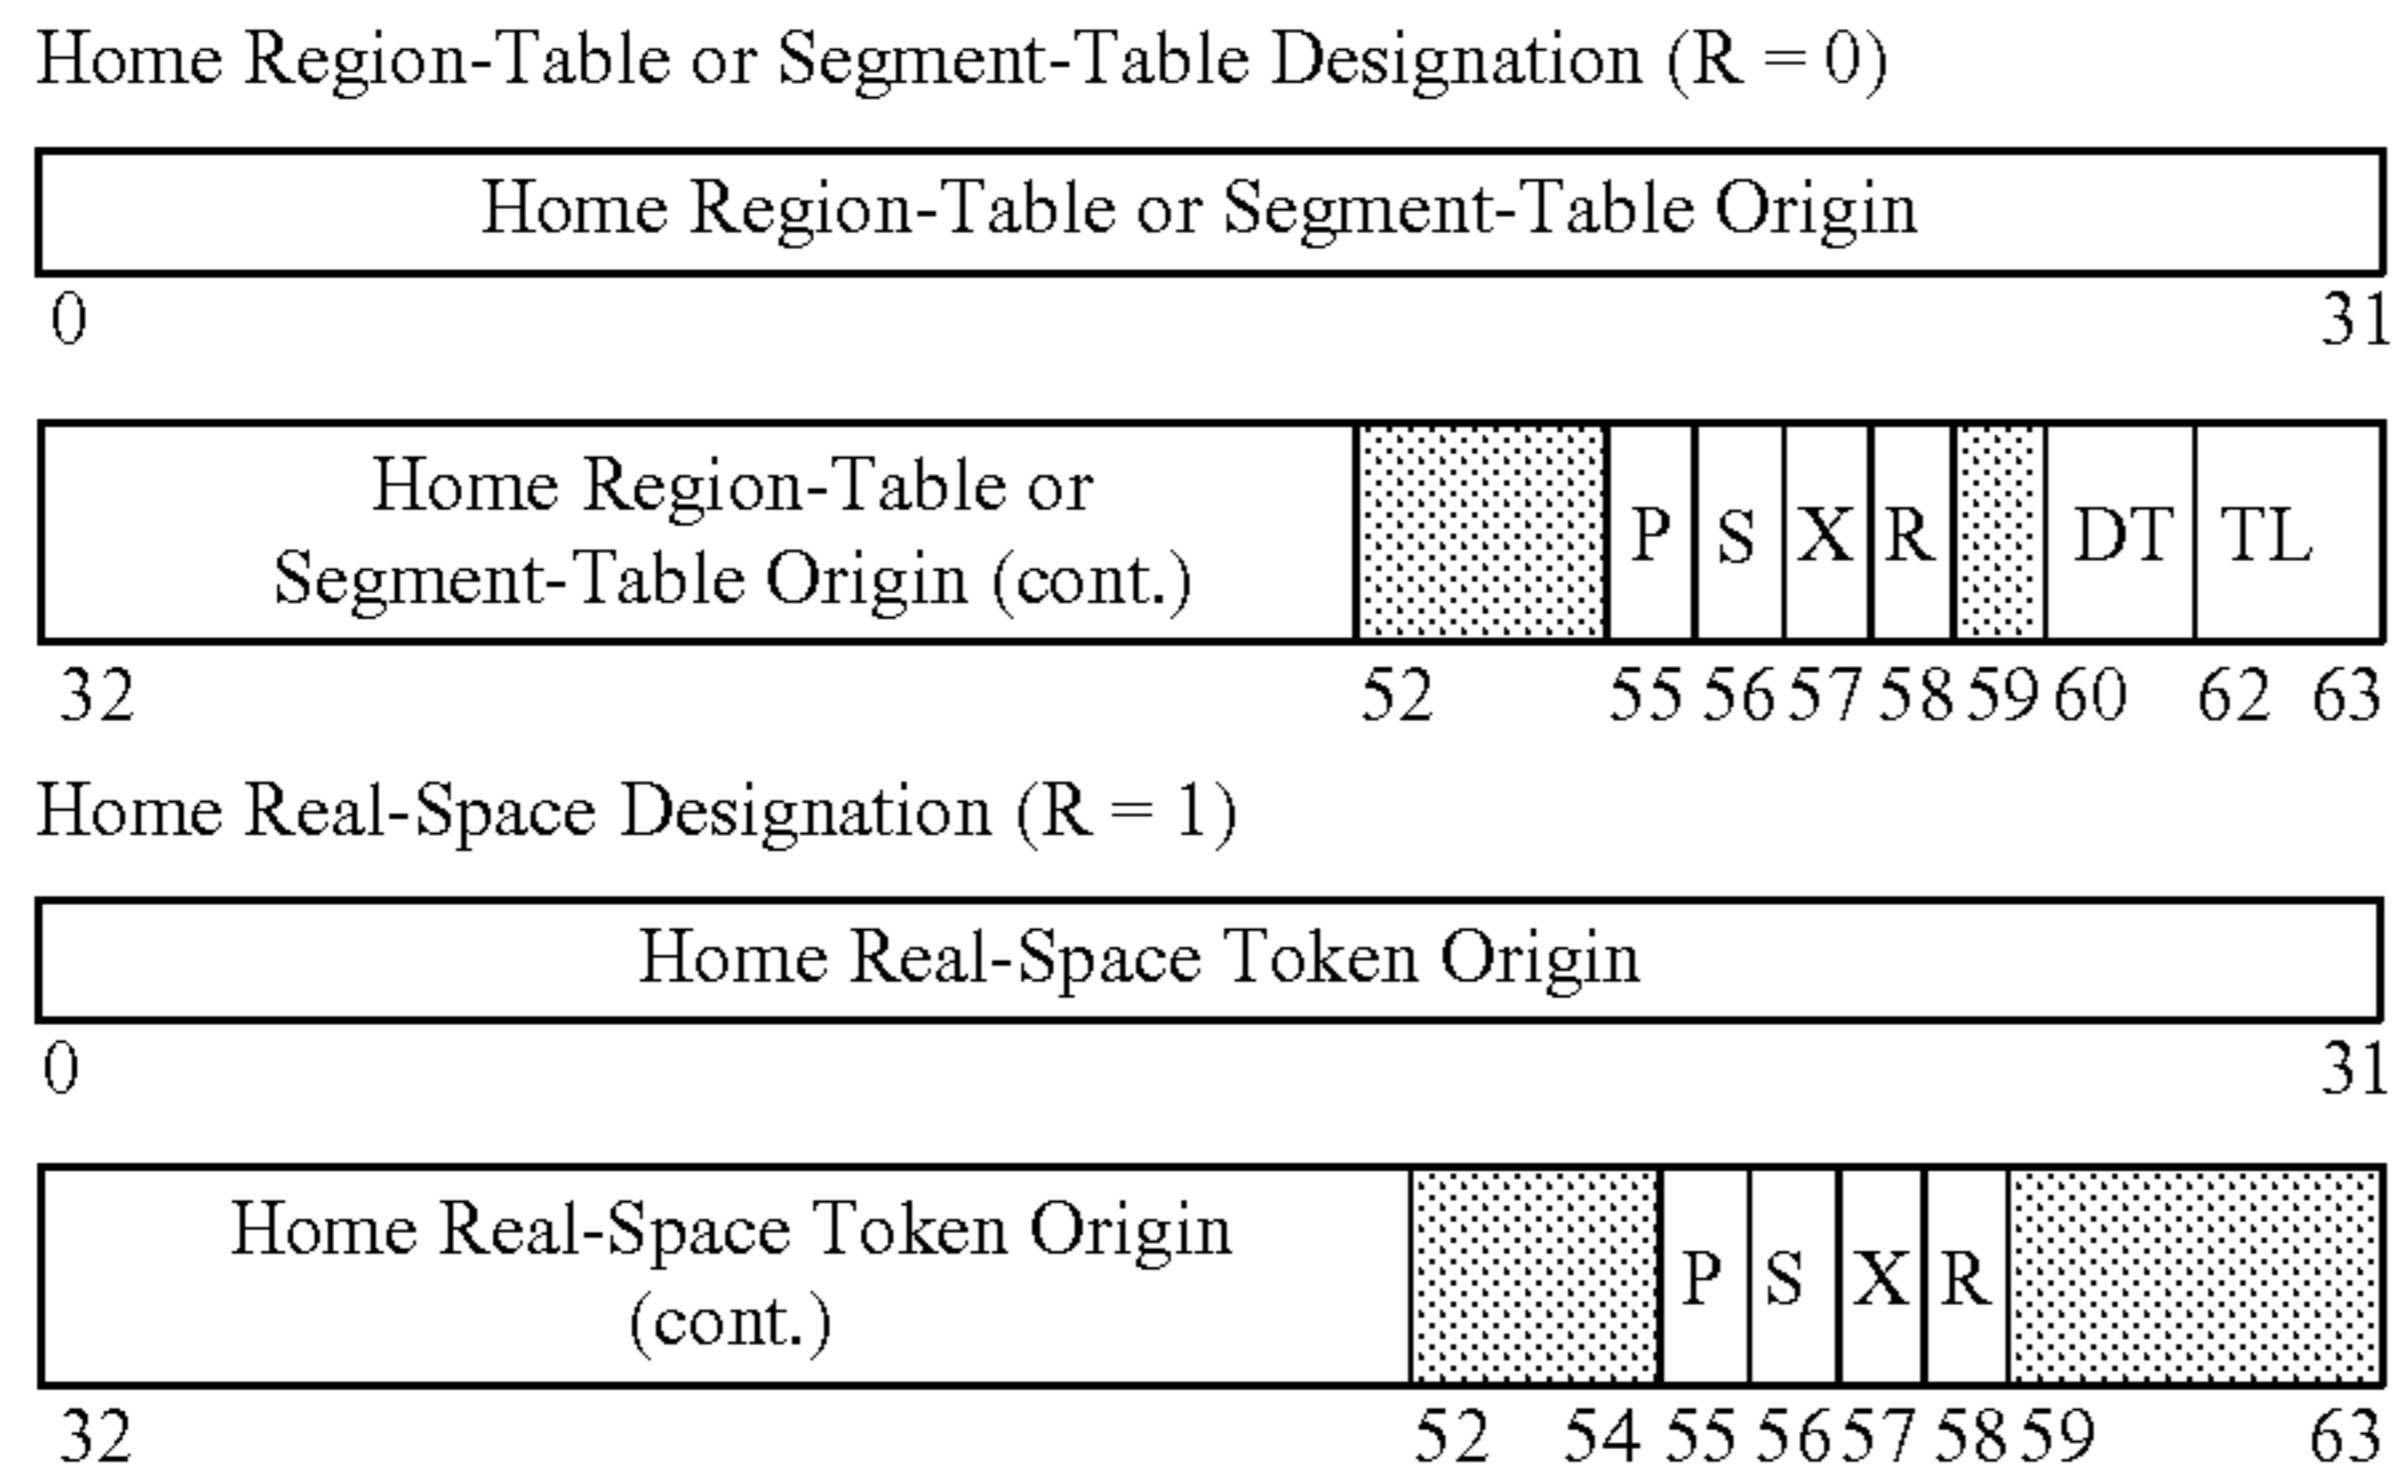 Home Region-Table or Segment-Table Designation (R = 0)
Home Region-Table or Segment-Table Origin
0 31
Home Region-Table or
Segment-Table Origin (cont.)
P S X R DT TL
32 52 55 56 57 58 59 60 62 63
Home Real-Space Designation (R = 1)
Home Real-Space Token Origin
0 31
Home Real-Space Token Origin
(cont.)
P S X R
32 52 54 55 56 57 58 59 63